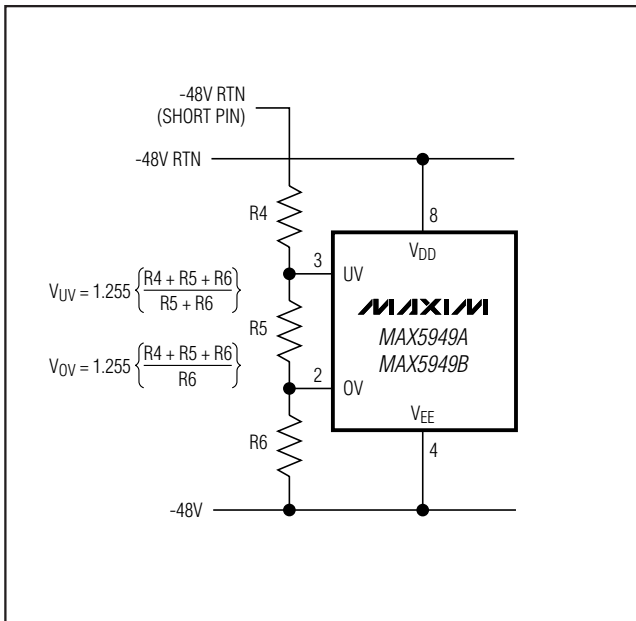 -48V RTN
(SHORT PIN)
-48V RTN
R4
8
VDD
3
UV
VUV = 1.255 {R4 + R5 + R6 / R5 + R6}
MAXIM
R5
MAX5949A
MAX5949B
VOV = 1.255 {R4 + R5 + R6 / R6}
2
OV
VEE
R6
4
-48V